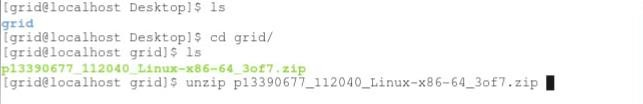 [grid@localhost Desktop]$ ls
grid
[grid@localhost Desktop]$ cd grid/
[grid@localhost grid]$ ls
p13390677_112040_Linux-x86-64_3of7.zip
[grid@localhost grid]$ unzip p13390677_112040_Linux-x86-64_3of7.zip